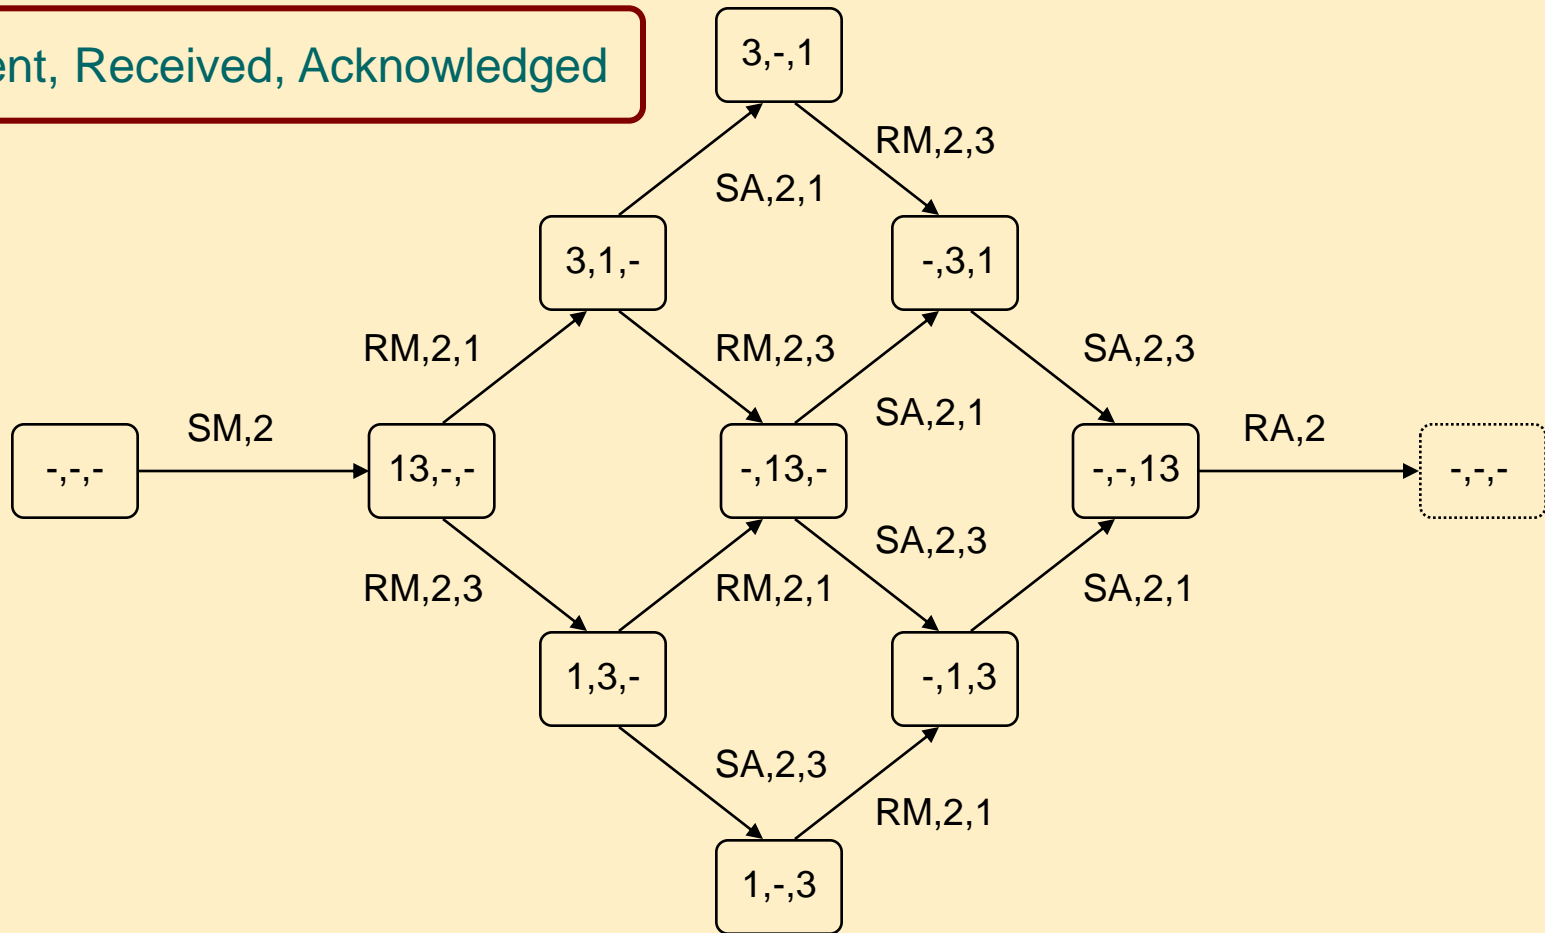 Received, Acknowledged
3,-,1
RM,2,3
SA,2,1
3,1,-
-,3,1
RM,2,1
RM,2,3
SA,2,3
SA,2,1
SM,2
RA,2
-,-,-
13,-,-
-,13,-
-,-,13
-,-,-
SA,2,3
RM,2,3
RM,2,1
SA,2,1
1,3,-
-,1,3
SA,2,3
RM,2,1
1,-,3